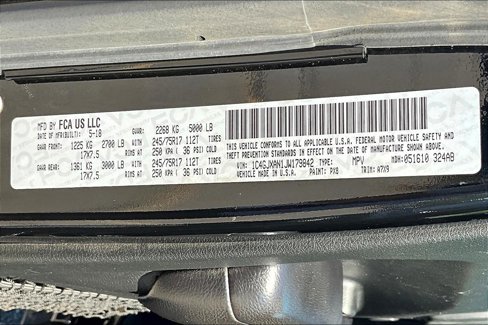 MFD BY FCA US LLC
DATE OF MFR(BUILT): 5-18 GVWR: 2268 KG 5000 LB
GAWR FRONT: 1225 KG 2700 LB WITH 245/75R17 112T TIRES
17X7.5 RIMS AT 250 KPA ( 36 PSI) COLD
GAWR REAR: 1361 KG 3000 LB WITH 245/75R17 112T TIRES
17X7.5 RIMS AT 250 KPA ( 36 PSI) COLD
THIS VEHICLE CONFORMS TO ALL APPLICABLE U.S.A. FEDERAL MOTOR VEHICLE SAFETY
AND THEFT PREVENTION STANDARDS IN EFFECT ON THE DATE OF MANUFACTURE SHOWN ABOVE.
VIN: 1C4GJXAN1JW179842 TYPE: MPV MDH: 051610 324AB
VEHICLE MADE IN U.S.A. PAINT: PX8 TRIM: A7X9